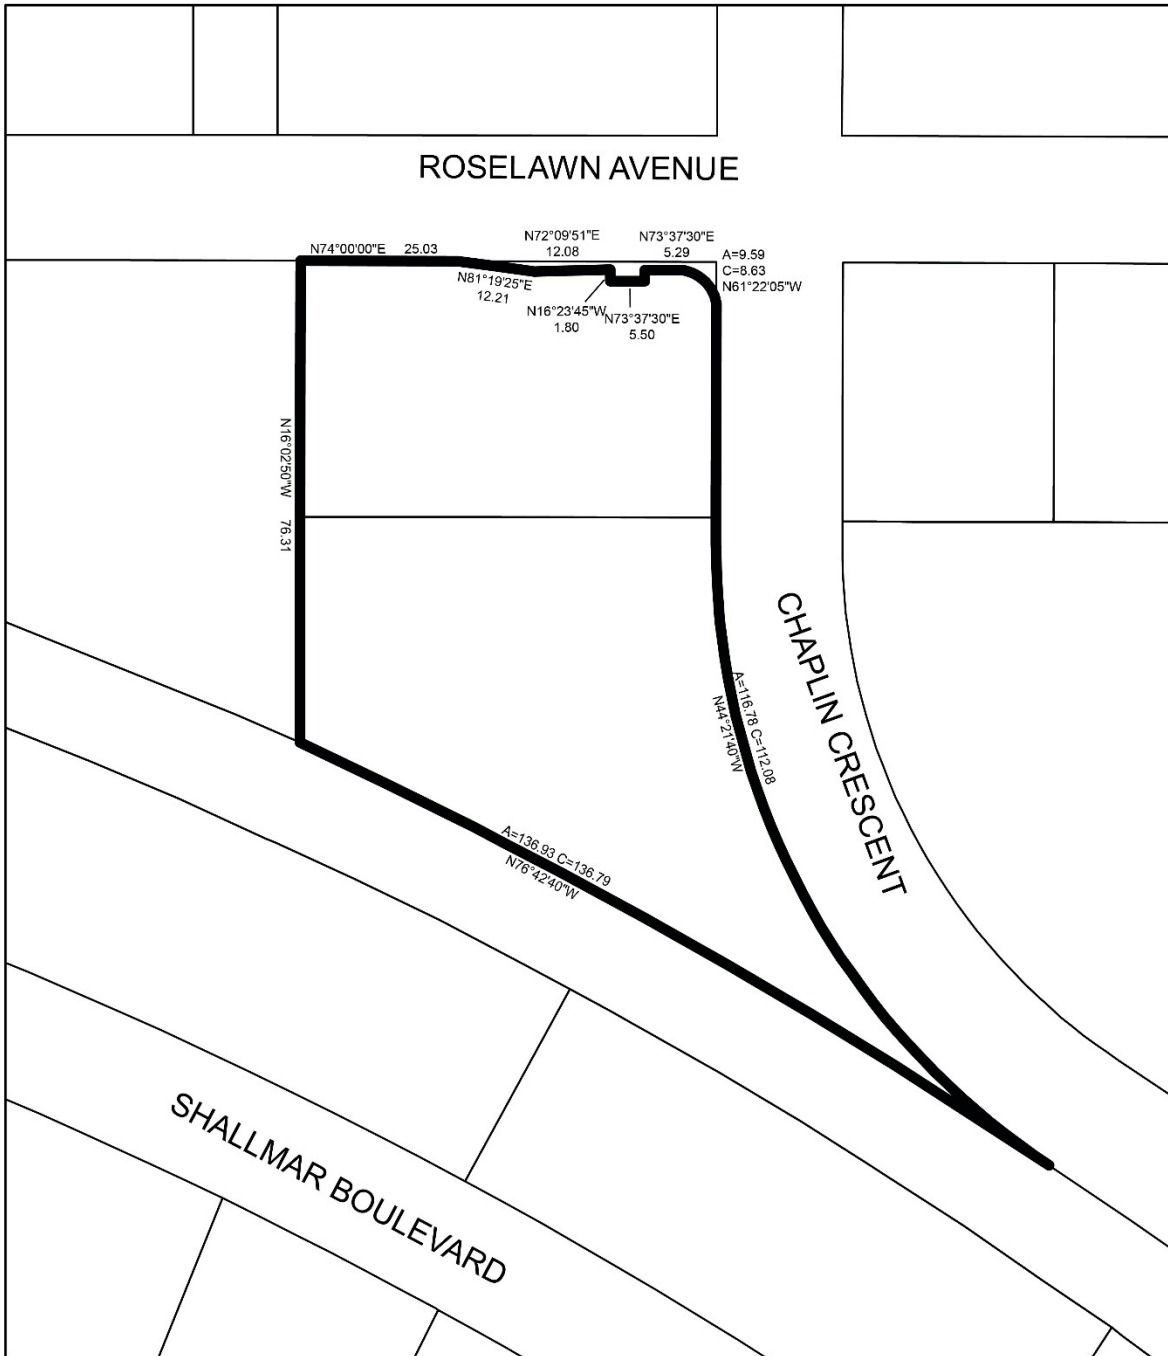 ROSELAWN AVENUE
N74°00'00"E 25.03
N72°09'51"E
12.08
N73°37'30"E
5.29
A=9.59
C=8.63
N61°22'05"W
N81°19'25"E
12.21
N16°23'45"W
1.80
N73°37'30"E
5.50
N16°02'50"W 76.31
CHAPLIN CRESCENT
A=116.78 C=112.08
N44°21'40"W
A=136.93 C=136.79
N76°42'40"W
SHALLMAR BOULEVARD